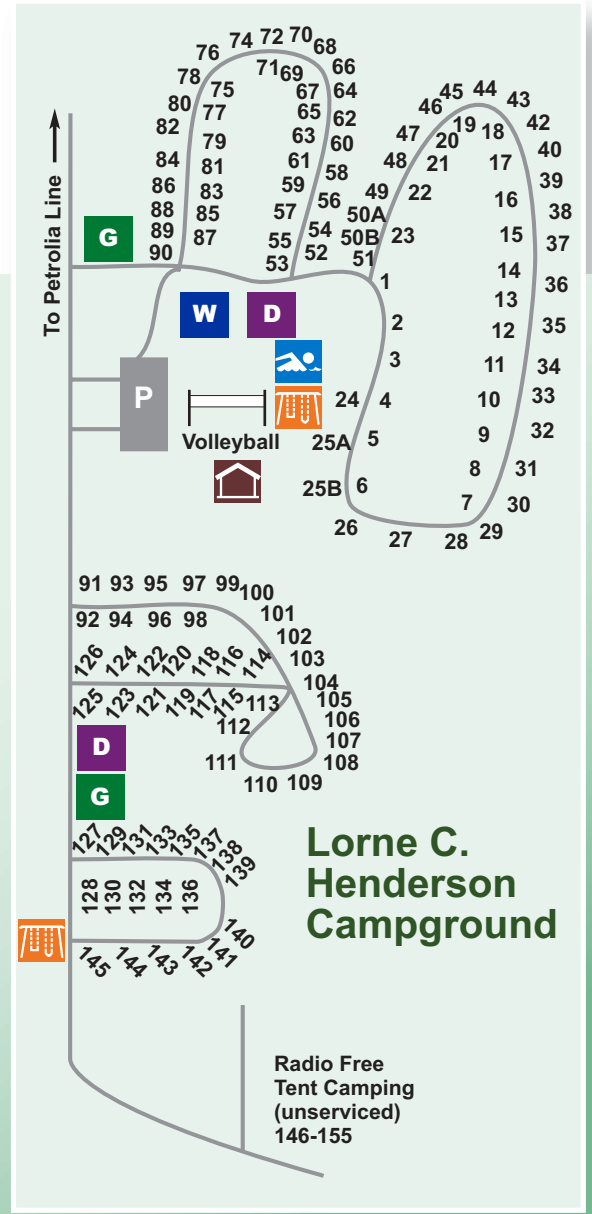 70
74 72 68
76 66
71 69
78 75 67 64
80 77 65 62
82 63 60
79
84 81 61 58
86 83 59 56
88 85 57 54
89 87 55 52
90 53
45 44 43
46 42
19 18
47 20 40
48 21 17
39
49 22 16
50A 38
50B 23 15 37
51
1 14 36
13
2 12 35
3 11 34
24 4 10 33
25A 5 9 32
25B 6 8 31
7 30
26 27 28 29
To Petrolia Line
G
W D
P
Volleyball
91 93 95 97 99 100
92 94 96 98 101
102
126 124 122 120 118 116 114 103
104
125 123 121 119 117 115 113 105
112 106
107
111 110 109 108
D
G
127 129 131 133 135 137 138 139
128 130 132 134 136
145 144 143 142 141 140
Lorne C.
Henderson
Campground
Radio Free
Tent Camping
(unserviced)
146-155